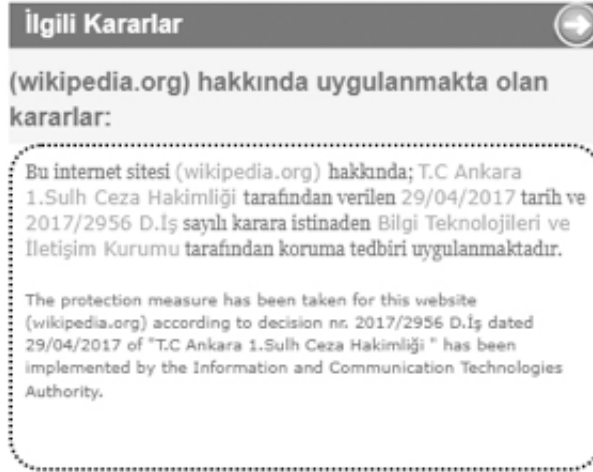 İlgili Kararlar
(wikipedia.org) hakkında uygulanmakta olan
kararlar:
Bu internet sitesi (wikipedia.org) hakkında; T.C Ankara
1.Sulh Ceza Hakimliği tarafından verilen 29/04/2017 tarih ve
2017/2956 D.İş sayılı karara istinaden Bilgi Teknolojileri ve
İletişim Kurumu tarafından koruma tedbiri uygulanmaktadır.
The protection measure has been taken for this website
(wikipedia.org) according to decision nr. 2017/2956 D.İş dated
29/04/2017 of "T.C Ankara 1.Sulh Ceza Hakimliği " has been
implemented by the Information and Communication Technologies
Authority.